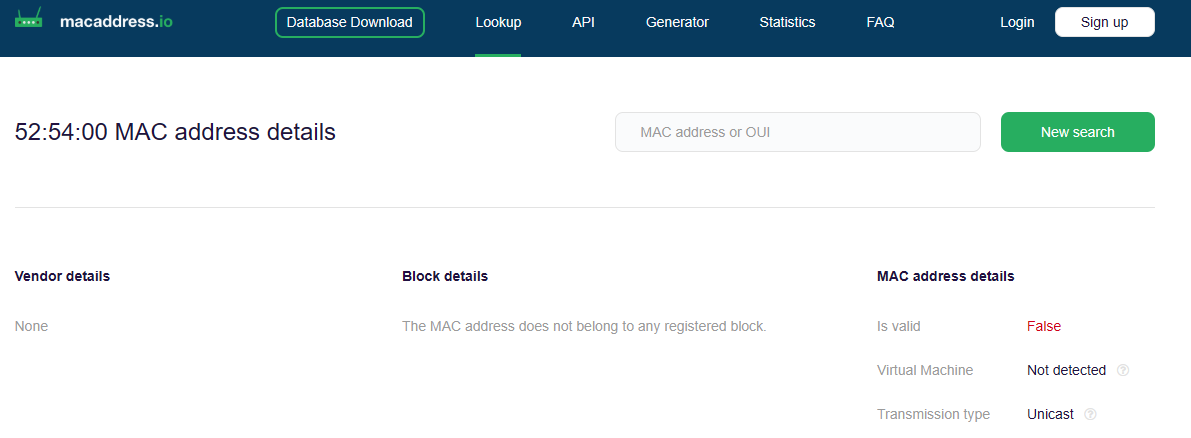 macaddress.io Database Download Lookup API Generator Statistics FAQ Login Sign up
52:54:00 MAC address details MAC address or OUI New search
Vendor details Block details MAC address details
None The MAC address does not belong to any registered block. Is valid False
Virtual Machine Not detected ?
Transmission type Unicast ?